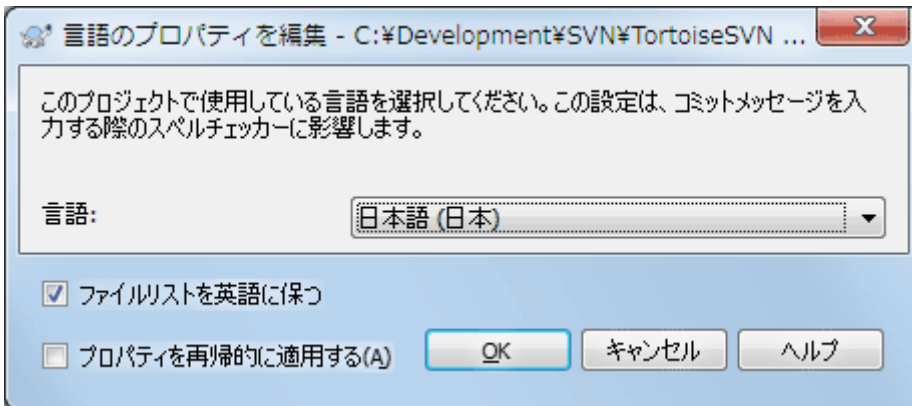 言語のプロパティを編集 - C:¥Development¥SVN¥TortoiseSVN ...
このプロジェクトで使用している言語を選択してください。この設定は、コミットメッセージを入
力する際のスペルチェッカーに影響します。
言語: 日本語 (日本)
ファイルリストを英語に保つ
プロパティを再帰的に適用する(A) OK キャンセル ヘルプ